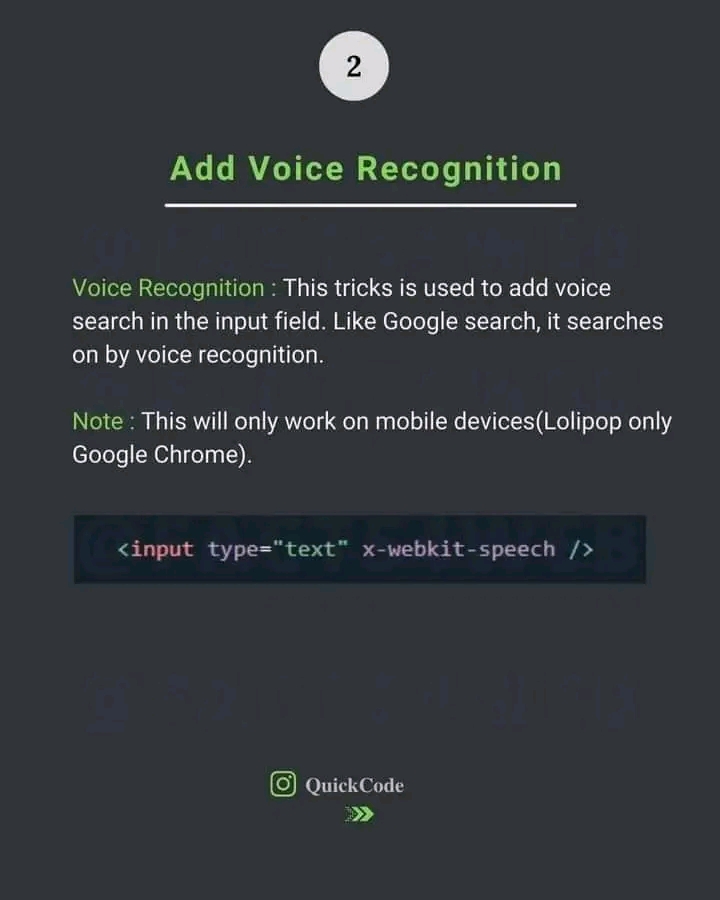 2
Add Voice Recognition
Voice Recognition : This tricks is used to add voice
search in the input field. Like Google search, it searches
on by voice recognition.
Note : This will only work on mobile devices(Lolipop only
Google Chrome).
<input type="text" x-webkit-speech />
QuickCode